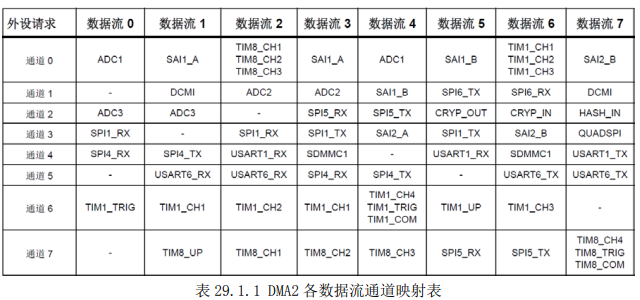 外设请求 数据流 0 数据流 1 数据流 2 数据流 3 数据流 4 数据流 5 数据流 6 数据流 7
通道 0 ADC1 SAI1_A TIM8_CH1 TIM8_CH2 TIM8_CH3 SAI1_A ADC1 SAI1_B TIM1_CH1 TIM1_CH2 TIM1_CH3 SAI2_B
通道 1 - DCMI ADC2 ADC2 SAI1_B SPI6_TX SPI6_RX DCMI
通道 2 ADC3 ADC3 - SPI5_RX SPI5_TX CRYP_OUT CRYP_IN HASH_IN
通道 3 SPI1_RX - SPI1_RX SPI1_TX SAI2_A SPI1_TX SAI2_B QUADSPI
通道 4 SPI4_RX SPI4_TX USART1_RX SDMMC1 - USART1_RX SDMMC1 USART1_TX
通道 5 - USART6_RX USART6_RX SPI4_RX SPI4_TX - USART6_TX USART6_TX
通道 6 TIM1_TRIG TIM1_CH1 TIM1_CH2 TIM1_CH1 TIM1_CH4 TIM1_TRIG TIM1_COM TIM1_UP TIM1_CH3 -
通道 7 - TIM8_UP TIM8_CH1 TIM8_CH2 TIM8_CH3 SPI5_RX SPI5_TX TIM8_CH4 TIM8_TRIG TIM8_COM
表 29.1.1 DMA2 各数据流通道映射表